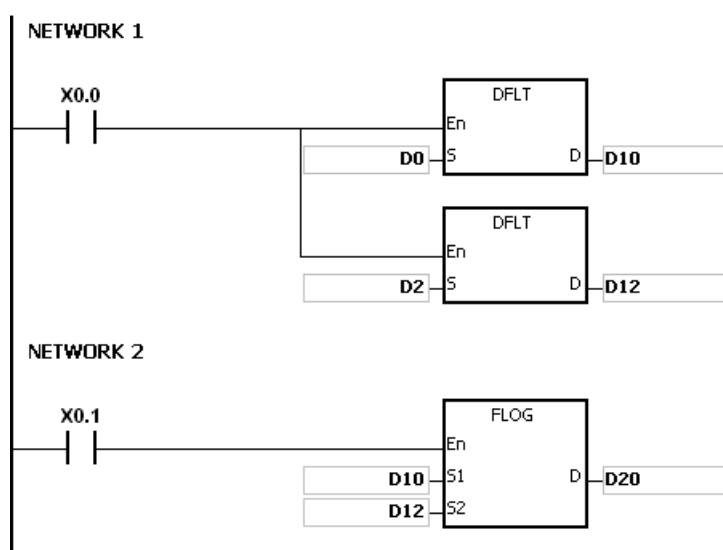 NETWORK 1
X0.0
DFLT
En
D0 S D D10
DFLT
En
D2 S D D12
NETWORK 2
X0.1
FLOG
En
D10 S1 D D20
D12 S2